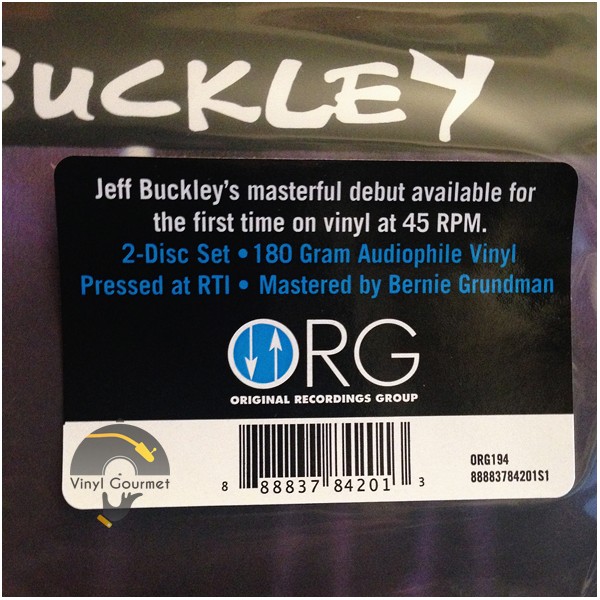 BUCKLEY
Jeff Buckley's masterful debut available for
the first time on vinyl at 45 RPM.
2-Disc Set • 180 Gram Audiophile Vinyl
Pressed at RTI • Mastered by Bernie Grundman
ORG
ORIGINAL RECORDINGS GROUP
Vinyl Gourmet
8 88837 84201 3
ORG194
88883784201S1